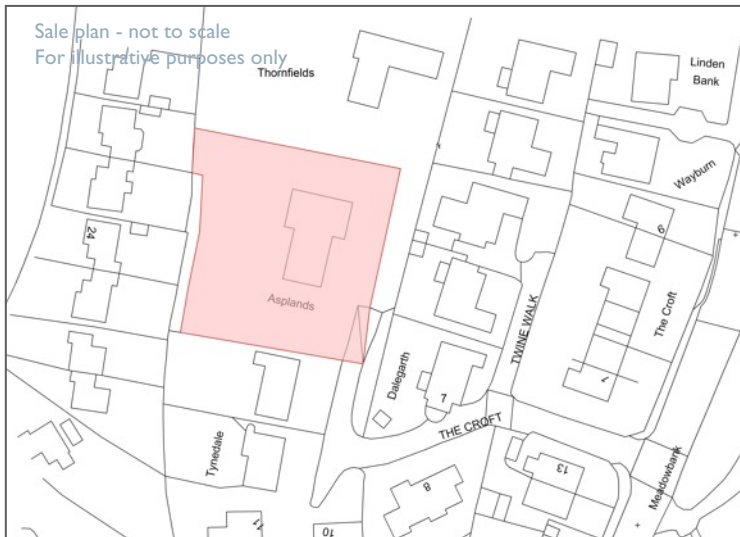 Sale plan - not to scale
For illustrative purposes only
Thornfields
Linden
Bank
Wayburn
24
6
Asplands
TWINE WALK
The Croft
Dalegarth
7
7
THE CROFT
Tynedale
13
Meadowbank
8
11
10